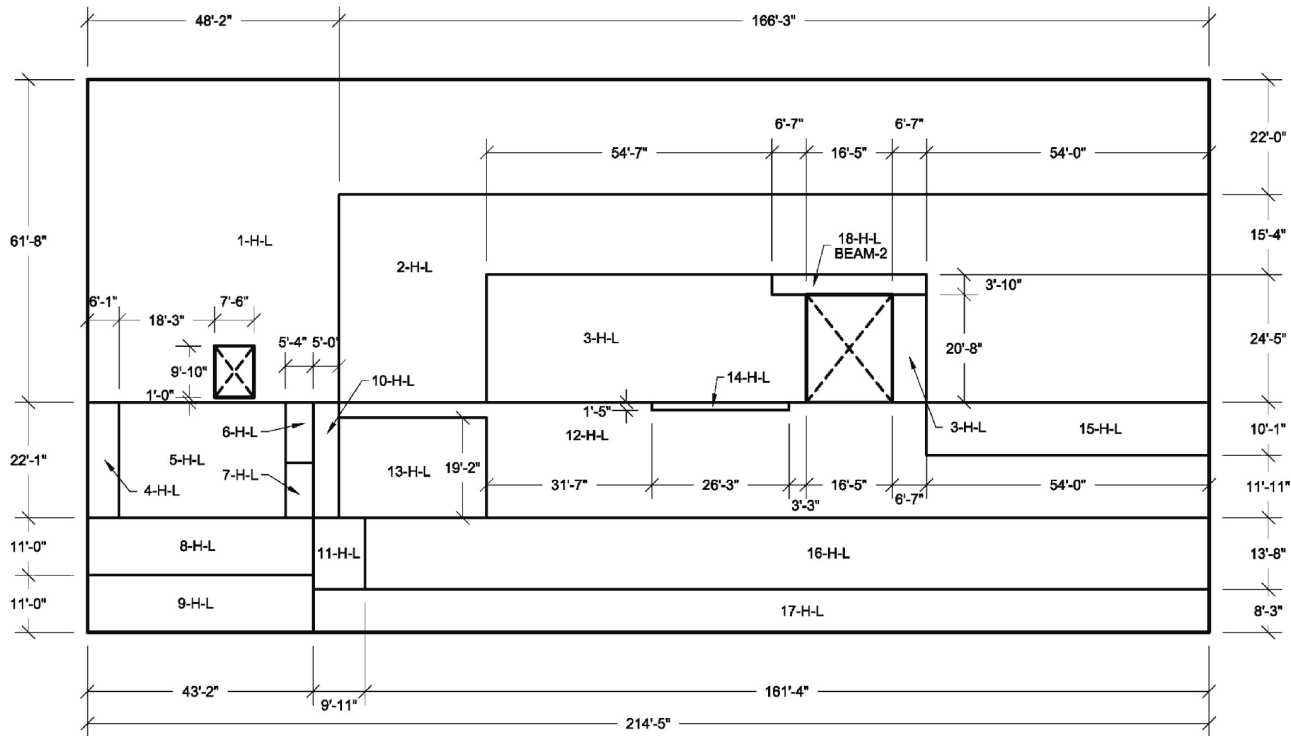 48'-2"
166'-3"
6'-7"
6'-7"
22'-0"
54'-7"
16'-5"
54'-0"
61'-8"
1-H-L
18-H-L
BEAM-2
15'-4"
2-H-L
3'-10"
6'-1"
7'-6"
18'-3"
3-H-L
5'-4"
5'-0"
20'-8"
24'-5"
9'-10"
10-H-L
14-H-L
1'-0"
1'-5"
6-H-L
12-H-L
3-H-L
15-H-L
10'-1"
22'-1"
5-H-L
7-H-L
13-H-L
19'-2"
4-H-L
31'-7"
26'-3"
3'-3"
16'-5"
6'-7"
54'-0"
11'-11"
11'-0"
8-H-L
11-H-L
16-H-L
13'-8"
11'-0"
9-H-L
17-H-L
8'-3"
43'-2"
9'-11"
161'-4"
214'-5"